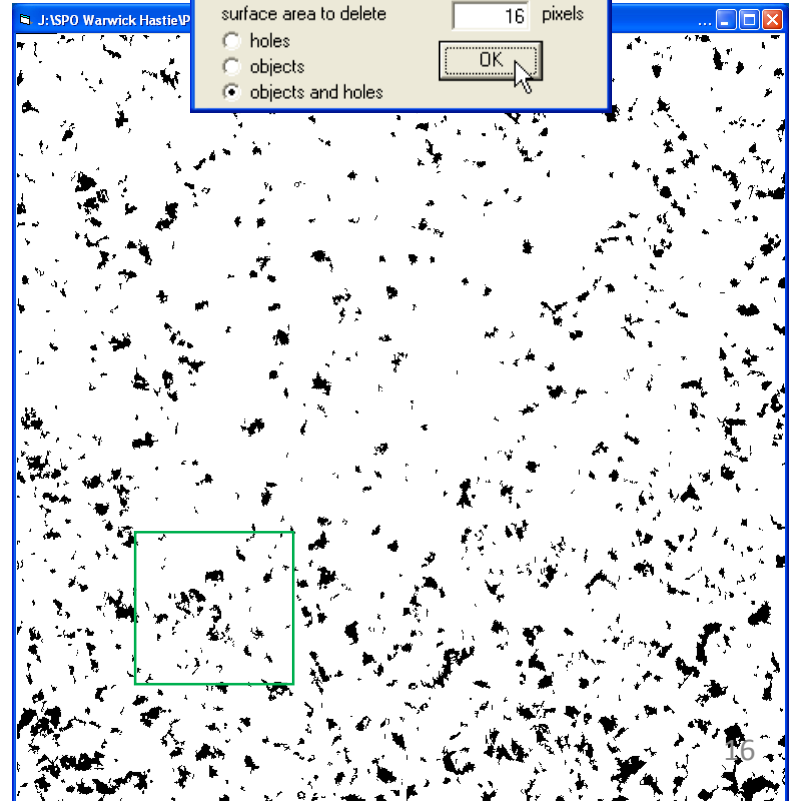 J:\SPO Warwick Hastie\P
...
surface area to delete 16 pixels
holes
objects
objects and holes
OK
16